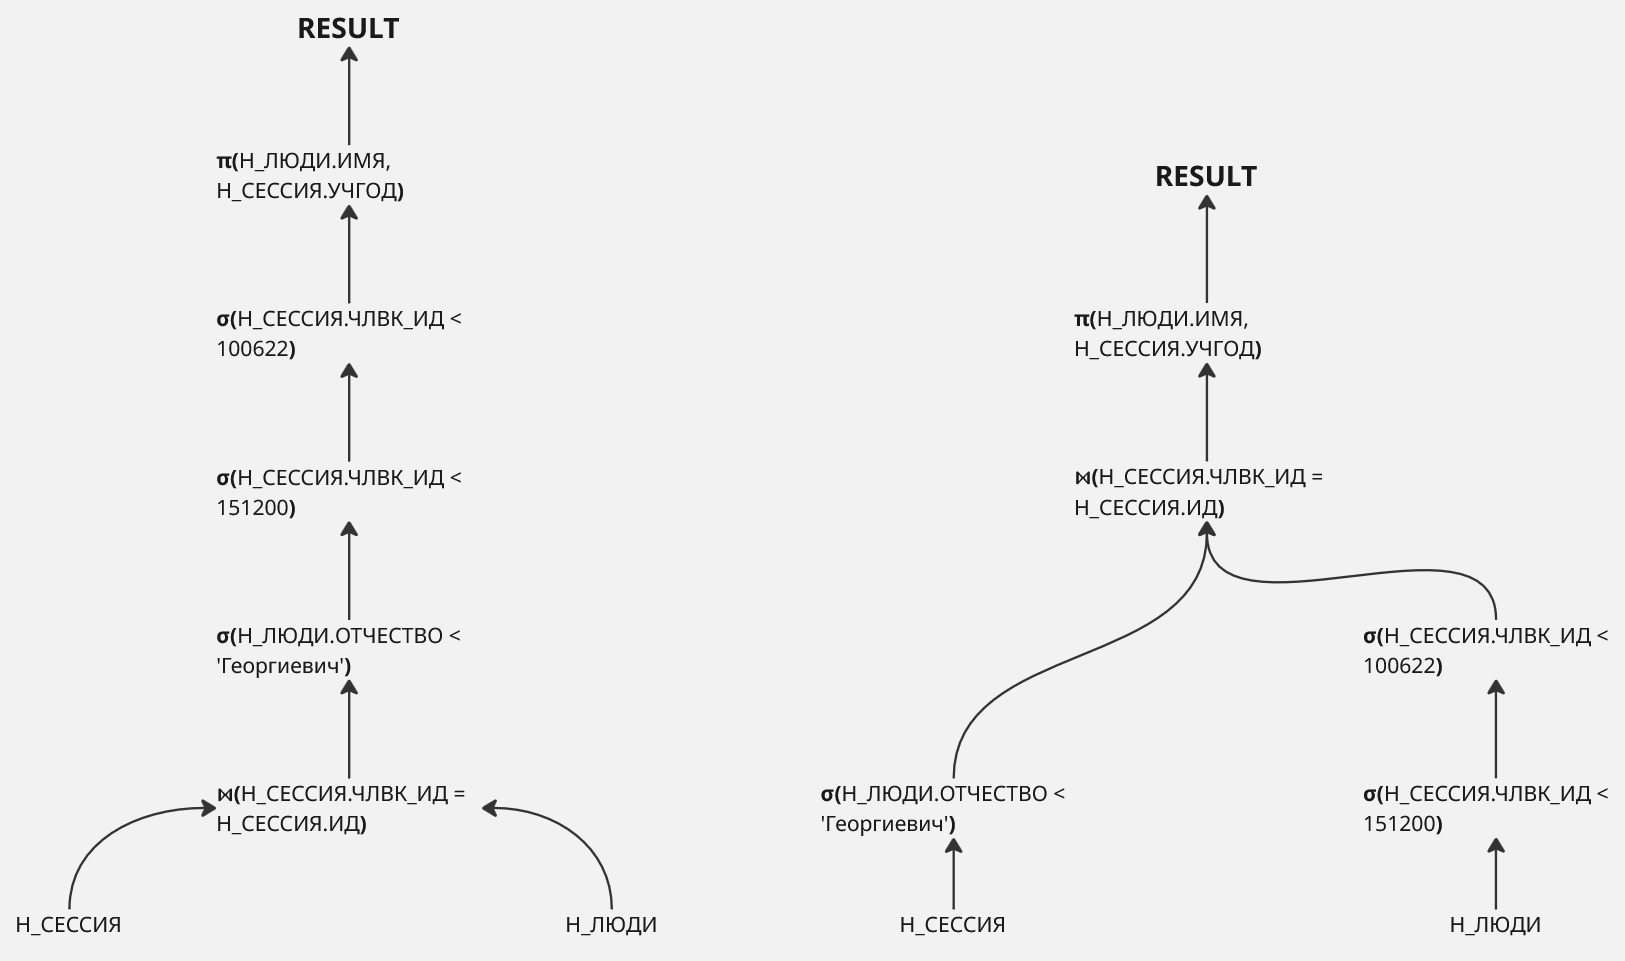 RESULT
π(Н_ЛЮДИ.ИМЯ,
Н_СЕССИЯ.УЧГОД)
σ(Н_СЕССИЯ.ЧЛВК_ИД <
100622)
σ(Н_СЕССИЯ.ЧЛВК_ИД <
151200)
σ(Н_ЛЮДИ.ОТЧЕСТВО <
'Георгиевич')
⋈(Н_СЕССИЯ.ЧЛВК_ИД =
Н_СЕССИЯ.ИД)
Н_СЕССИЯ
Н_ЛЮДИ
RESULT
π(Н_ЛЮДИ.ИМЯ,
Н_СЕССИЯ.УЧГОД)
⋈(Н_СЕССИЯ.ЧЛВК_ИД =
Н_СЕССИЯ.ИД)
σ(Н_СЕССИЯ.ЧЛВК_ИД <
100622)
σ(Н_ЛЮДИ.ОТЧЕСТВО <
'Георгиевич')
σ(Н_СЕССИЯ.ЧЛВК_ИД <
151200)
Н_СЕССИЯ
Н_ЛЮДИ